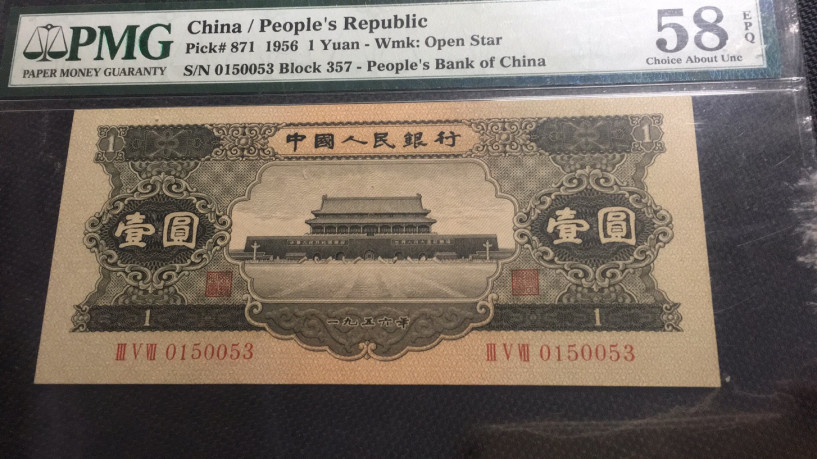 PMG
PAPER MONEY GUARANTY
China / People's Republic
Pick# 871 1956 1 Yuan - Wmk: Open Star
S/N 0150053 Block 357 - People's Bank of China
58
EPQ
Choice About Unc
中國人民銀行
1 1
壹圓 壹圓
一九五六年
1 1
III V VII 0150053 III V VII 0150053